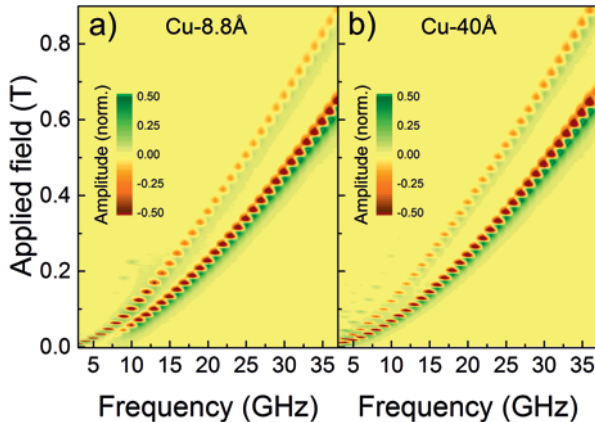 a) Cu-8.8Å
b) Cu-40Å
Applied field (T)
0.8
0.6
0.4
0.2
0.0
Amplitude (norm.)
0.50
0.25
0.00
-0.25
-0.50
Amplitude (norm.)
0.50
0.25
0.00
-0.25
-0.50
5 10 15 20 25 30 35
5 10 15 20 25 30 35
Frequency (GHz)
Frequency (GHz)